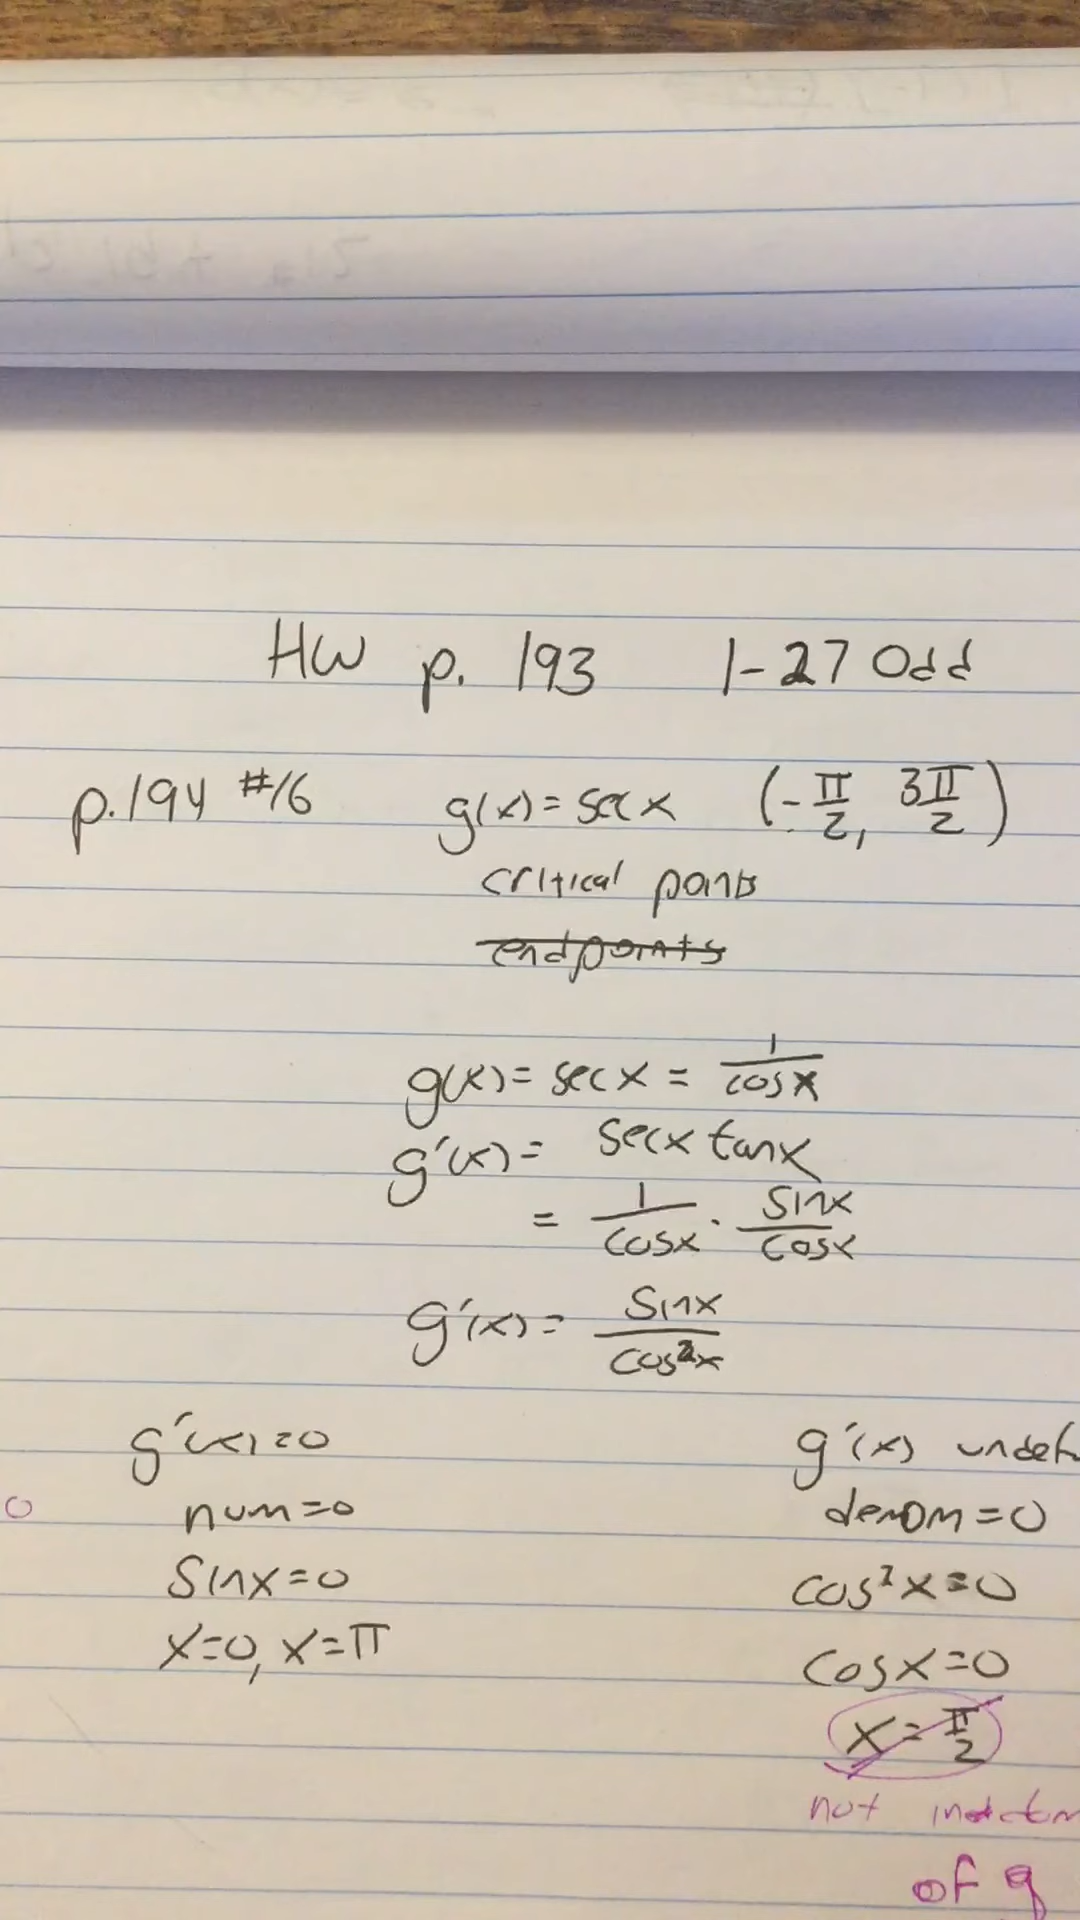 HW p. 193 1-27 Odd
p.194 #16 g(x) = sec x (-π/2, 3π/2)
critical points
endpoints
g(x) = sec x = 1/cos x
g'(x) = sec x tan x
= 1/cos x · sin x/cos x
g'(x) = sin x/cos²x
g'(x) = 0 g'(x) undef
0 num = 0 denom = 0
sin x = 0 cos²x = 0
x = 0, x = π cos x = 0
x = π/2
not in
of g